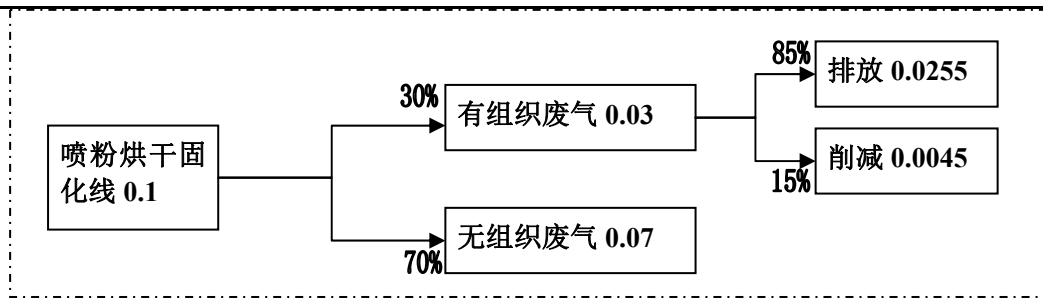 喷粉烘干固
化线 0.1
30%
有组织废气 0.03
85%
排放 0.0255
削减 0.0045
15%
无组织废气 0.07
70%